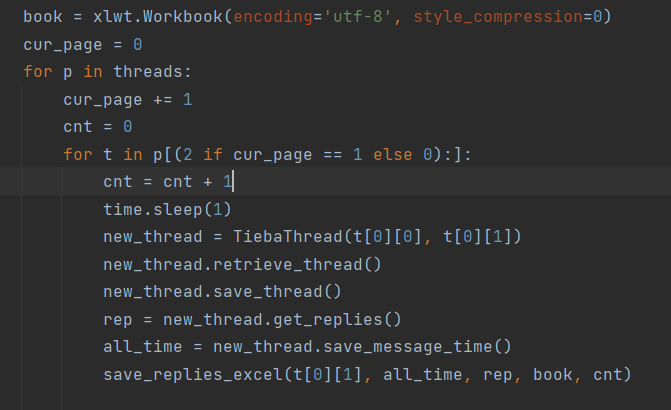 book = xlwt.Workbook(encoding='utf-8', style_compression=0)
cur_page = 0
for p in threads:
    cur_page += 1
    cnt = 0
    for t in p[(2 if cur_page == 1 else 0):]:
        cnt = cnt + 1
        time.sleep(1)
        new_thread = TiebaThread(t[0][0], t[0][1])
        new_thread.retrieve_thread()
        new_thread.save_thread()
        rep = new_thread.get_replies()
        all_time = new_thread.save_message_time()
        save_replies_excel(t[0][1], all_time, rep, book, cnt)